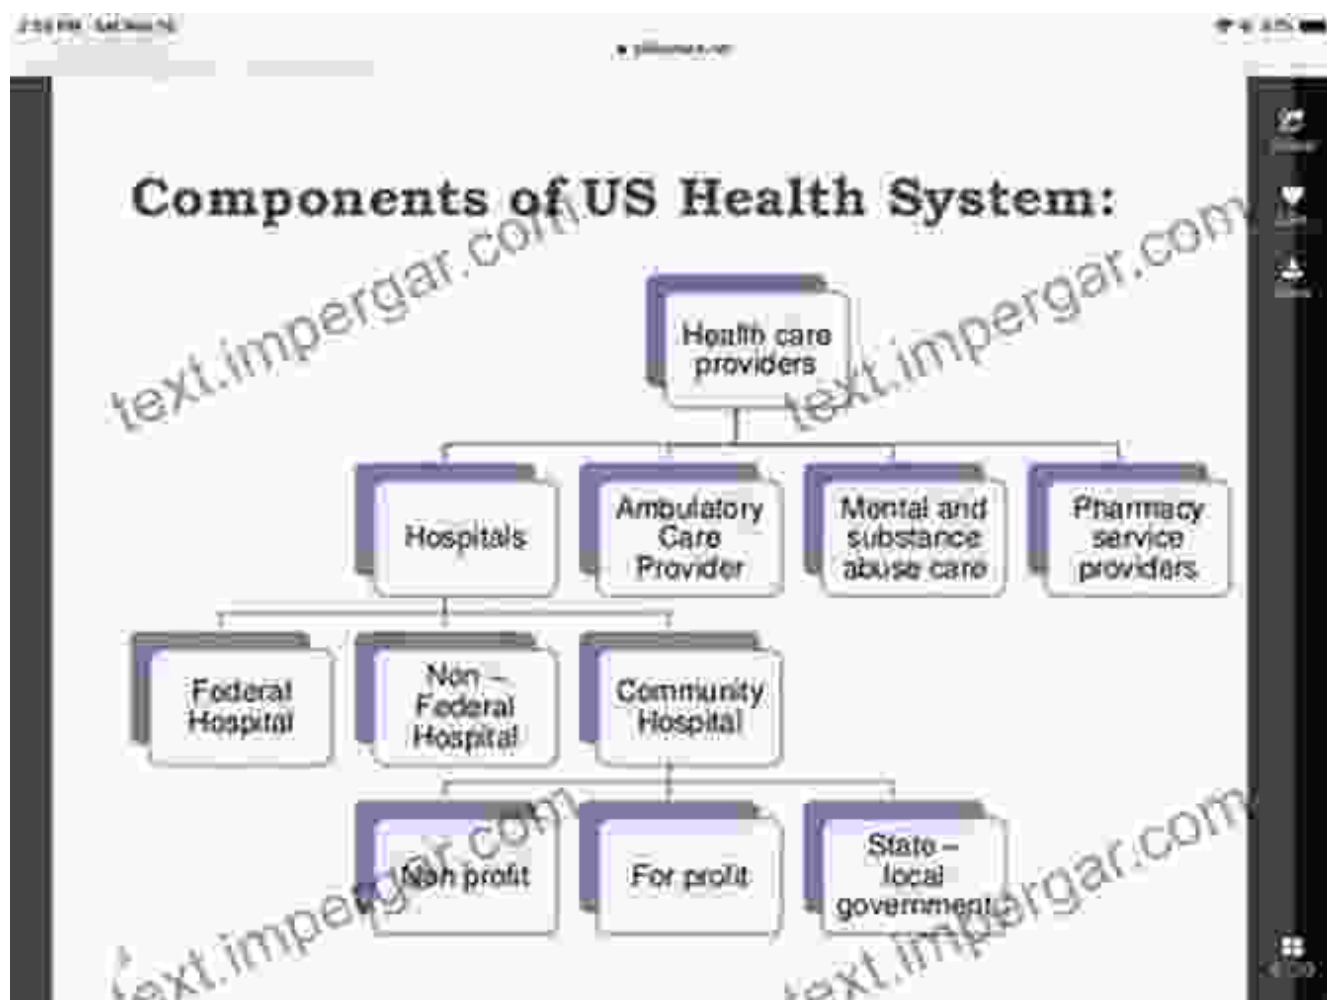 Components of US Health System:
text.impergar.com
text.impergar.com
Health care
providers
Hospitals
Ambulatory
Care
Provider
Mental and
substance
abuse care
Pharmacy
service
providers
Federal
Hospital
Non –
Federal
Hospital
Community
Hospital
Non profit
For profit
State –
local
government
text.impergar.com
text.impergar.com